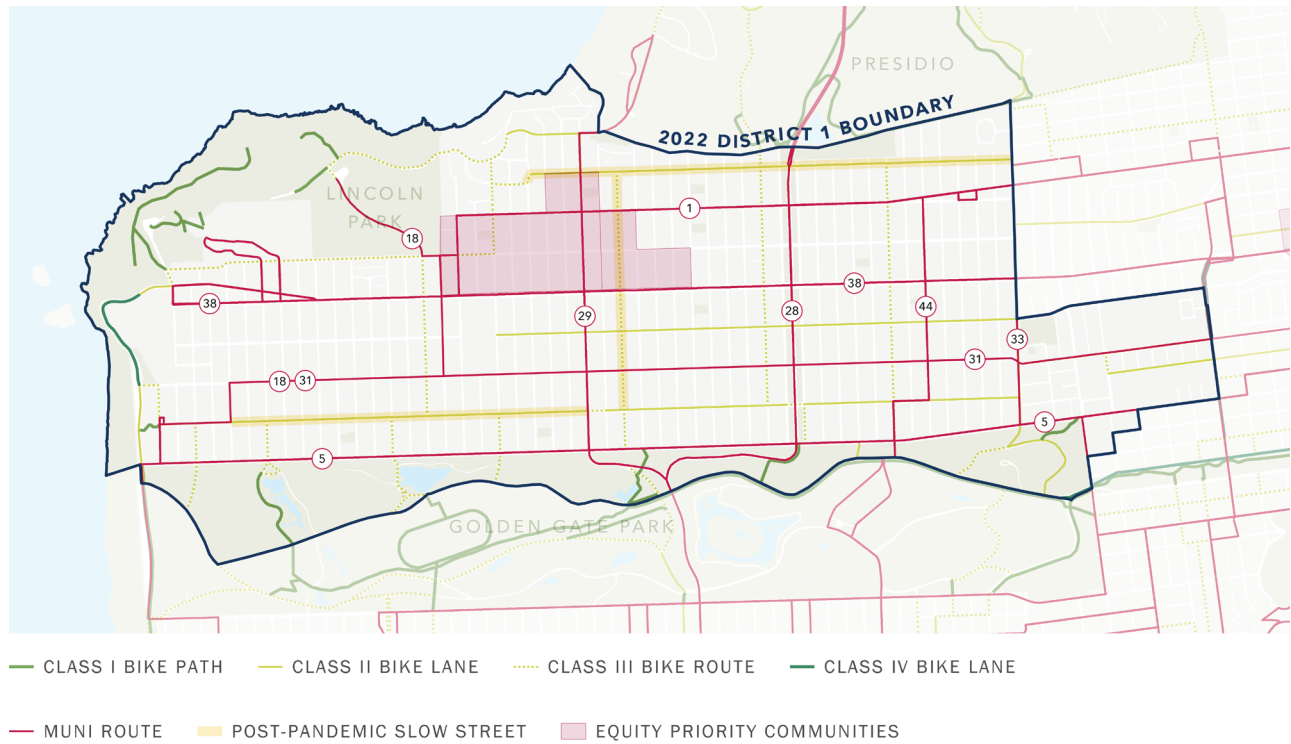 PRESIDIO
2022 DISTRICT 1 BOUNDARY
LINCOLN
PARK
1
18
38
38
29
28
44
33
31
18 31
5
5
GOLDEN GATE PARK
CLASS I BIKE PATH
CLASS II BIKE LANE
CLASS III BIKE ROUTE
CLASS IV BIKE LANE
MUNI ROUTE
POST-PANDEMIC SLOW STREET
EQUITY PRIORITY COMMUNITIES